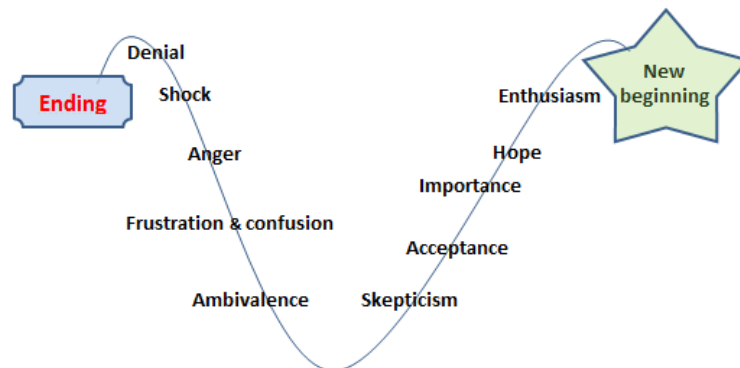 Ending
Denial
Shock
Anger
Frustration & confusion
Ambivalence
Skepticism
Acceptance
Importance
Hope
Enthusiasm
New
beginning